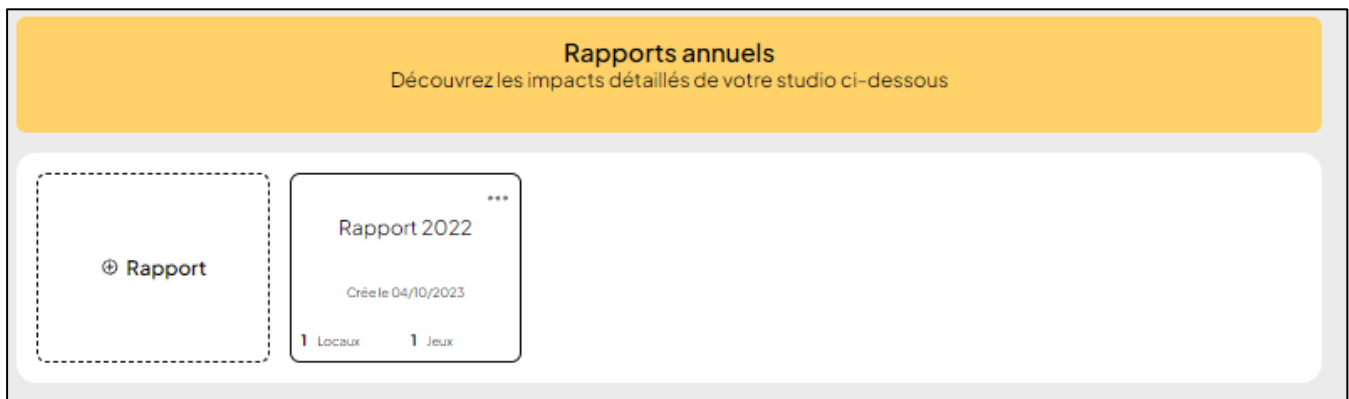 Rapports annuels
Découvrez les impacts détaillés de votre studio ci-dessous
Rapport
Rapport 2022
Crée le 04/10/2023
1 Locaux 1 Jeux